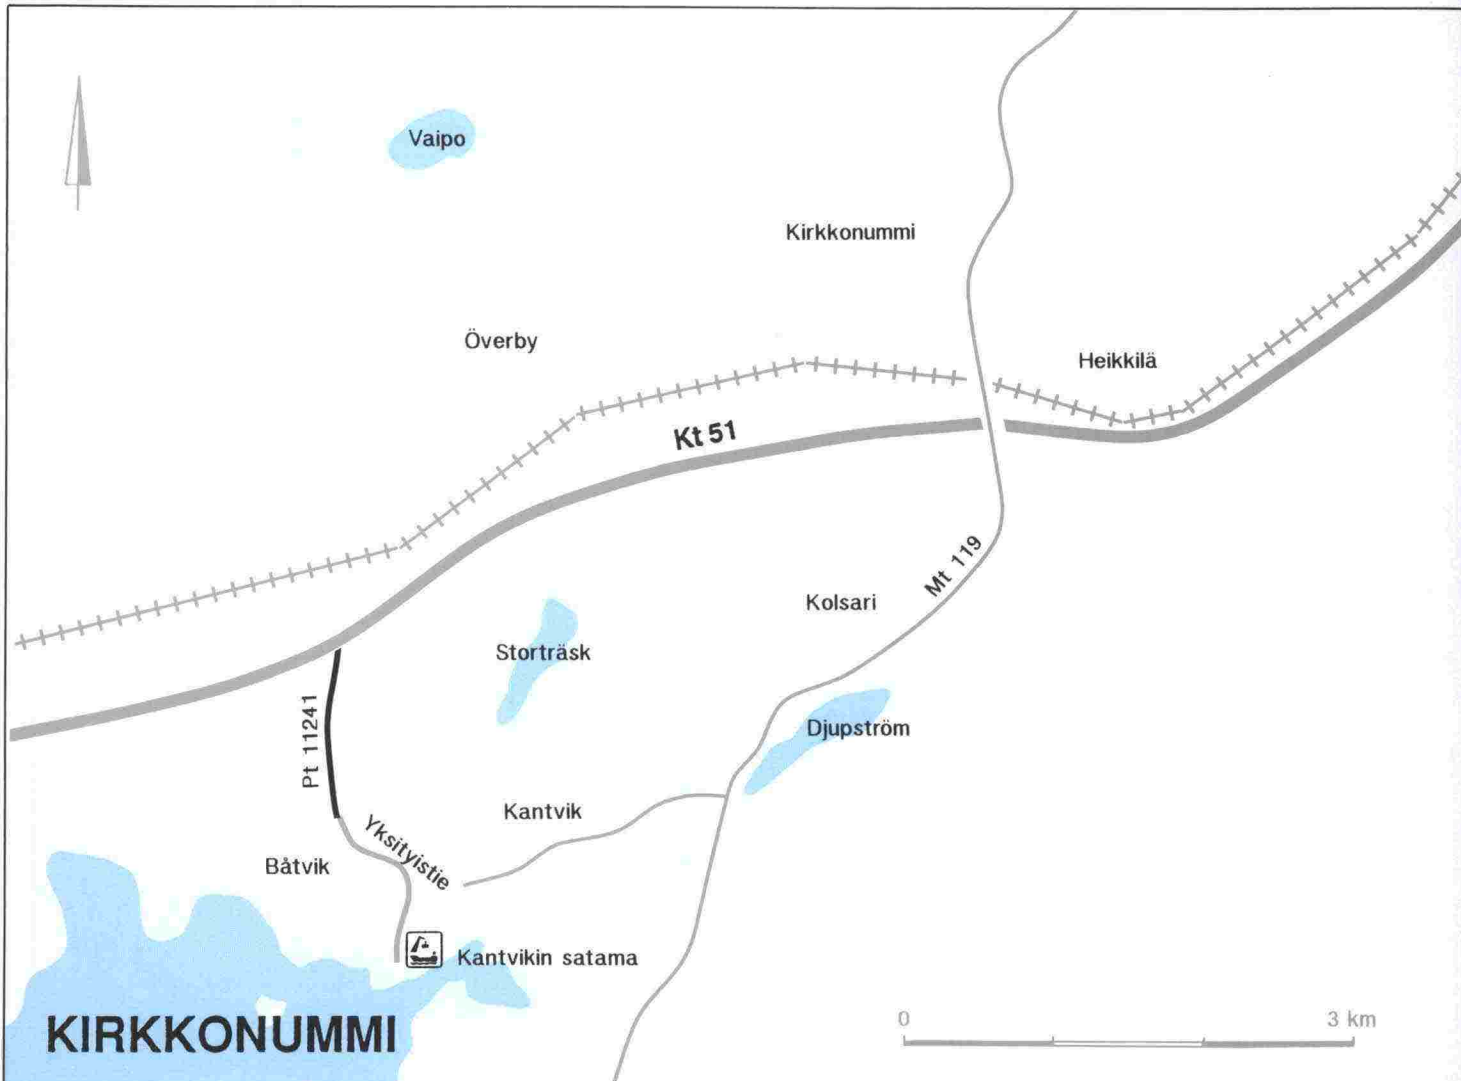 Vaipo
Kirkkonummi
Överby
Heikkilä
Kt 51
Mt 119
Kolsari
Storträsk
Pt 11241
Djupström
Kantvik
Yksityistie
Båtvik
Kantvikin satama
KIRKKONUMMI
0 3 km